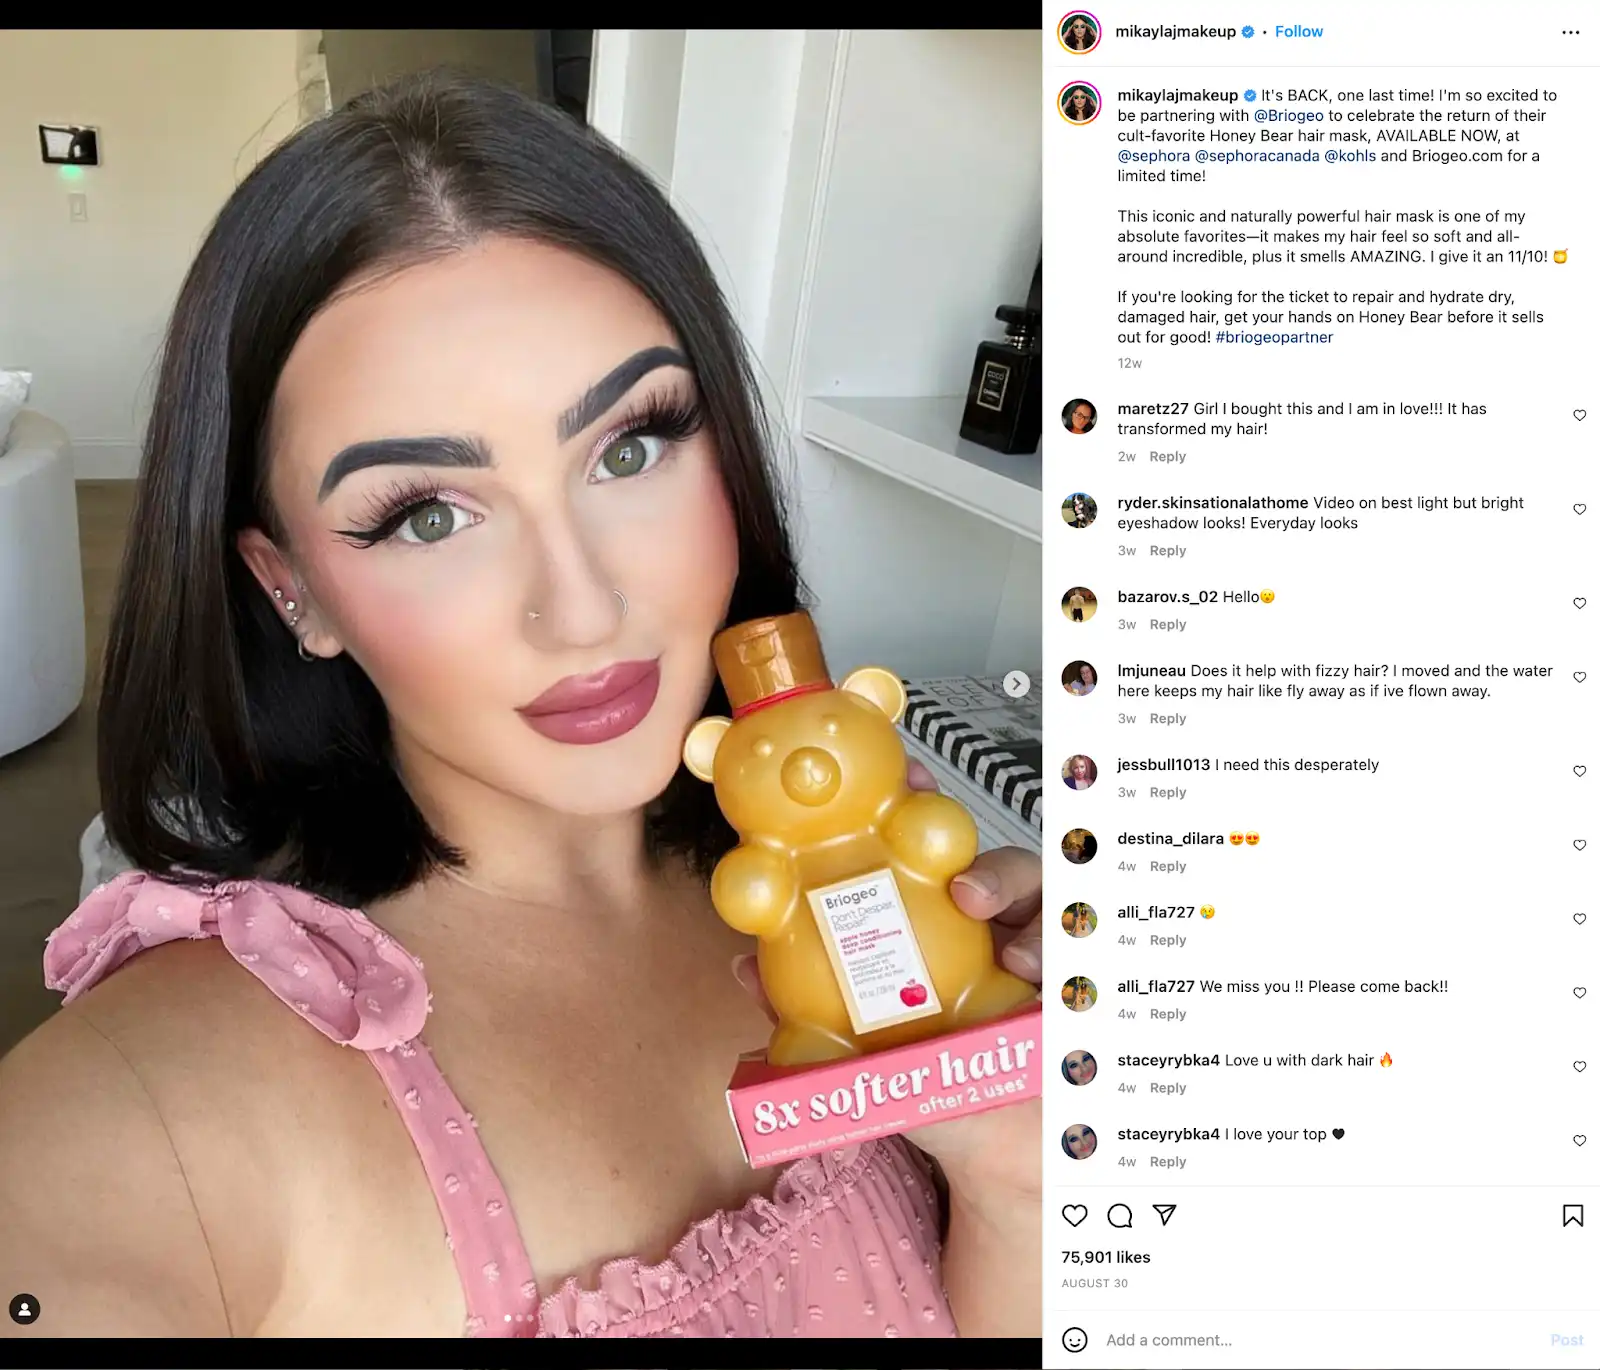 COCO
CHANEL
Briogeo™
Don't Despair,
Repair!™
apple honey
deep conditioning
hair mask
8x softer hair
after 2 uses*
mikaylajmakeup • Follow
mikaylajmakeup It's BACK, one last time! I'm so excited to
be partnering with @Briogeo to celebrate the return of their
cult-favorite Honey Bear hair mask, AVAILABLE NOW, at
@sephora @sephoracanada @kohls and Briogeo.com for a
limited time!
This iconic and naturally powerful hair mask is one of my
absolute favorites—it makes my hair feel so soft and all-
around incredible, plus it smells AMAZING. I give it an 11/10! 🍯
If you're looking for the ticket to repair and hydrate dry,
damaged hair, get your hands on Honey Bear before it sells
out for good! #briogeopartner
12w
maretz27 Girl I bought this and I am in love!!! It has
transformed my hair!
2w Reply
ryder.skinsationalathome Video on best light but bright
eyeshadow looks! Everyday looks
3w Reply
bazarov.s_02 Hello😮
3w Reply
lmjuneau Does it help with fizzy hair? I moved and the water
here keeps my hair like fly away as if ive flown away.
3w Reply
jessbull1013 I need this desperately
3w Reply
destina_dilara 😍😍
4w Reply
alli_fla727 😢
4w Reply
alli_fla727 We miss you !! Please come back!!
4w Reply
staceyrybka4 Love u with dark hair 🔥
4w Reply
staceyrybka4 I love your top 🖤
4w Reply
75,901 likes
AUGUST 30
Add a comment... Post